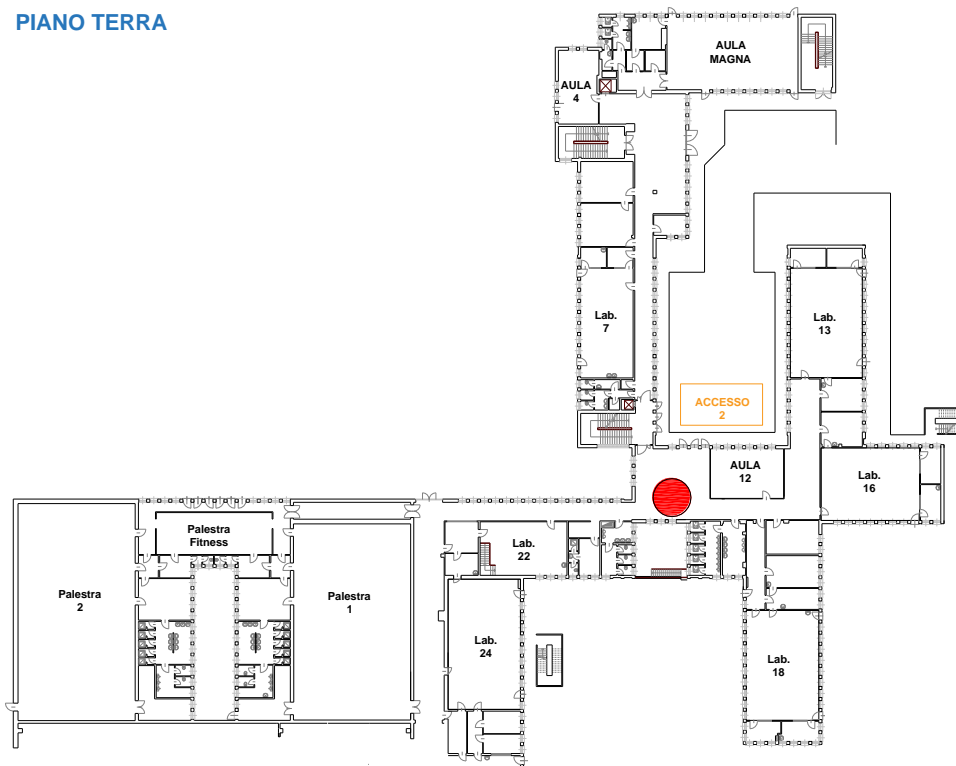 PIANO TERRA
AULA
MAGNA
AULA
4
Lab.
7
Lab.
13
ACCESSO
2
AULA
12
Lab.
16
Palestra
Fitness
Lab.
22
Palestra
2
Palestra
1
Lab.
24
Lab.
18